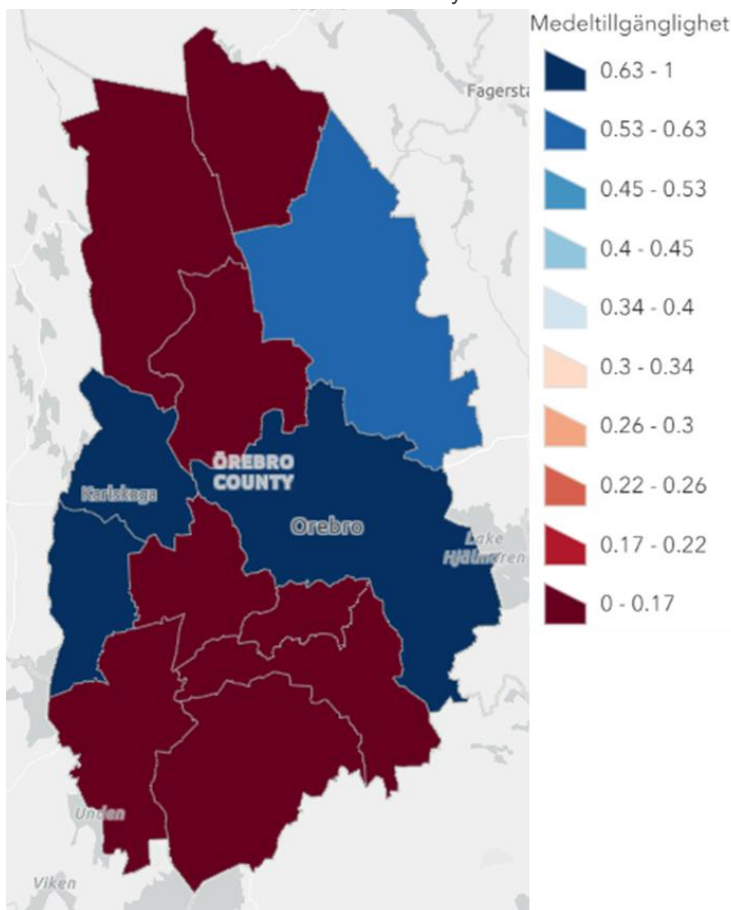 Medeltillgänglighet
0.63 - 1
Fagersta
0.53 - 0.63
0.45 - 0.53
0.4 - 0.45
0.34 - 0.4
0.3 - 0.34
0.26 - 0.3
ÖREBRO
COUNTY
0.22 - 0.26
Karlskoga
Orebro
Lake
Hjälmaren
0.17 - 0.22
0 - 0.17
Unden
Viken